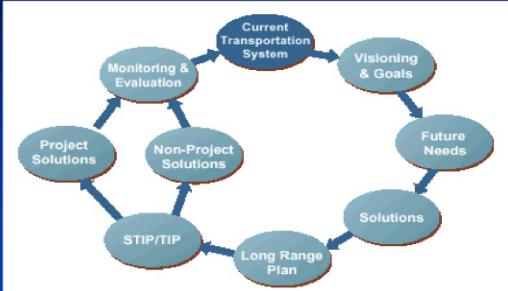 Current
Transportation
System
Visioning
& Goals
Future
Needs
Solutions
Long Range
Plan
STIP/TIP
Project
Solutions
Non-Project
Solutions
Monitoring &
Evaluation